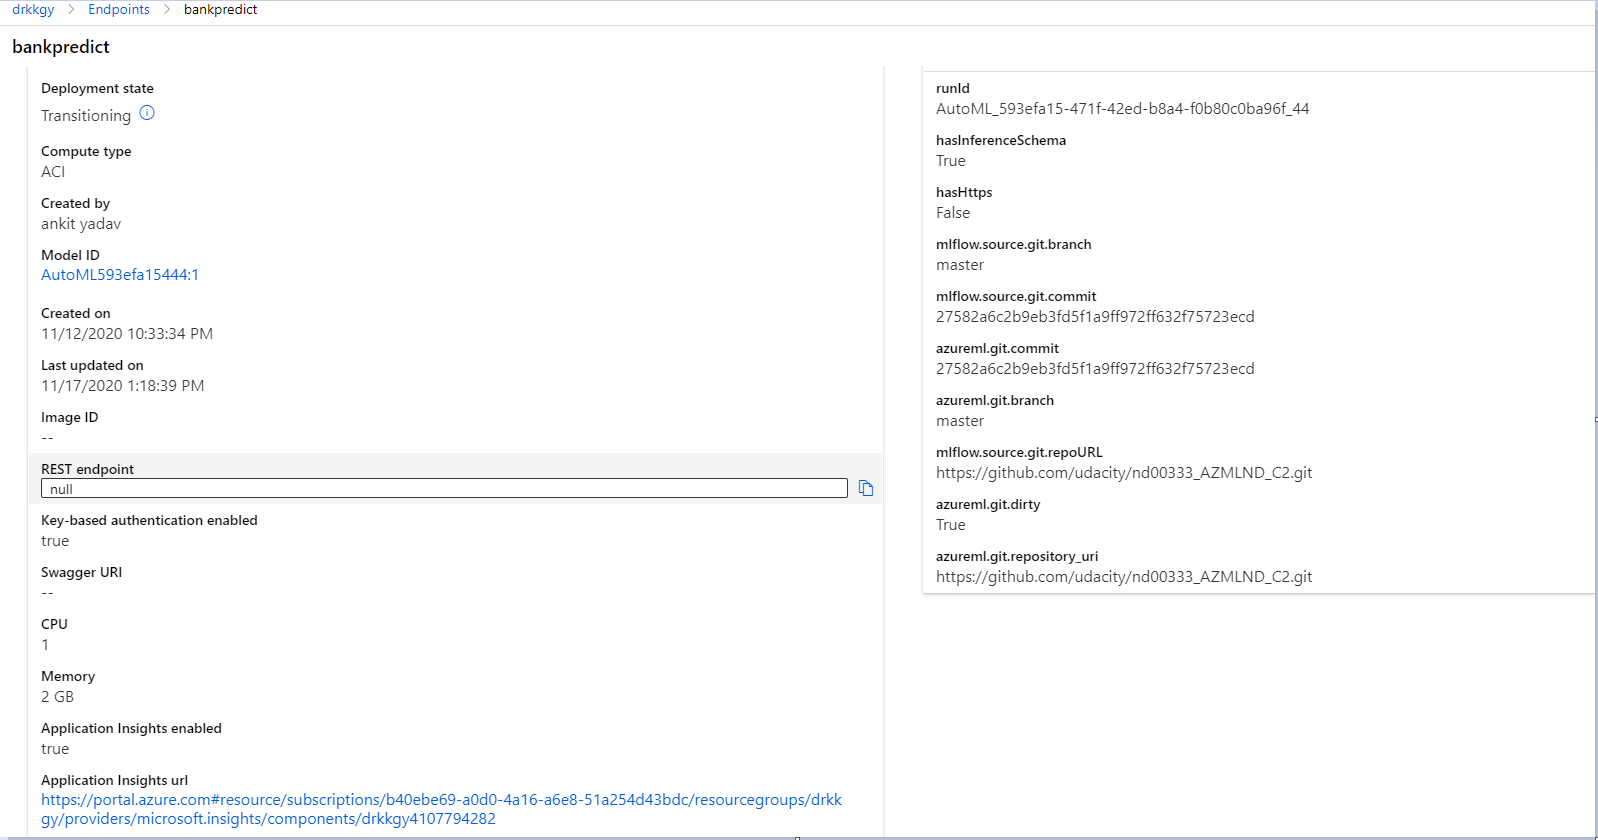 drkkgy > Endpoints > bankpredict
bankpredict
Deployment state
Transitioning
Compute type
ACI
Created by
ankit yadav
Model ID
AutoML593efa15444:1
Created on
11/12/2020 10:33:34 PM
Last updated on
11/17/2020 1:18:39 PM
Image ID
--
REST endpoint
null
Key-based authentication enabled
true
Swagger URI
--
CPU
1
Memory
2 GB
Application Insights enabled
true
Application Insights url
https://portal.azure.com#resource/subscriptions/b40ebe69-a0d0-4a16-a6e8-51a254d43bdc/resourcegroups/drkk
gy/providers/microsoft.insights/components/drkkgy4107794282
runId
AutoML_593efa15-471f-42ed-b8a4-f0b80c0ba96f_44
hasInferenceSchema
True
hasHttps
False
mlflow.source.git.branch
master
mlflow.source.git.commit
27582a6c2b9eb3fd5f1a9ff972ff632f75723ecd
azureml.git.commit
27582a6c2b9eb3fd5f1a9ff972ff632f75723ecd
azureml.git.branch
master
mlflow.source.git.repoURL
https://github.com/udacity/nd00333_AZMLND_C2.git
azureml.git.dirty
True
azureml.git.repository_uri
https://github.com/udacity/nd00333_AZMLND_C2.git